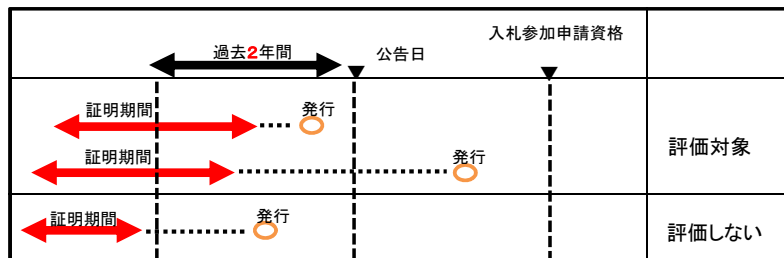 入札参加申請資格
過去2年間
公告日
証明期間
発行
証明期間
発行
評価対象
証明期間
発行
評価しない